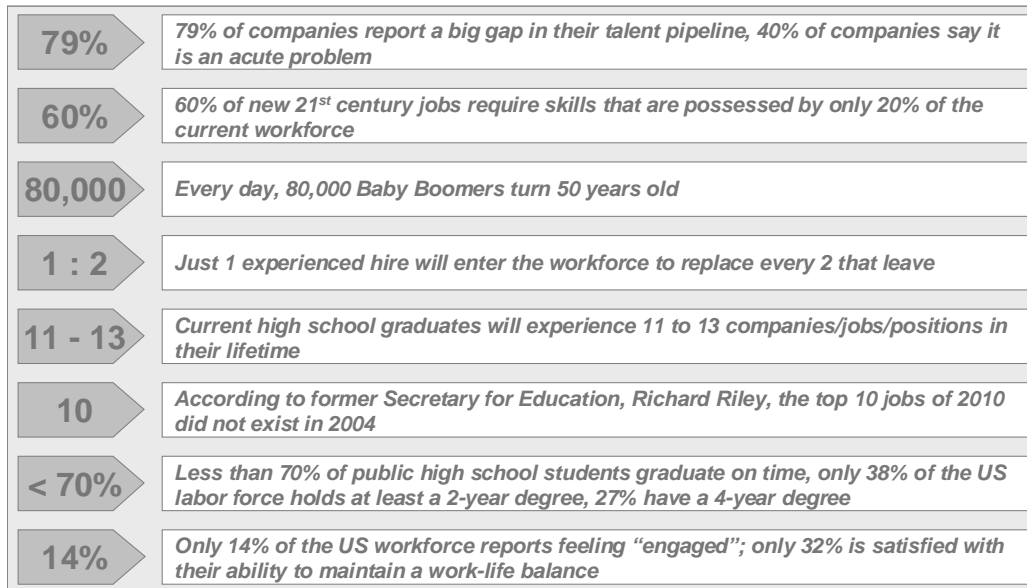 79%
79% of companies report a big gap in their talent pipeline, 40% of companies say it
is an acute problem
60%
60% of new 21st century jobs require skills that are possessed by only 20% of the
current workforce
80,000
Every day, 80,000 Baby Boomers turn 50 years old
1 : 2
Just 1 experienced hire will enter the workforce to replace every 2 that leave
11 - 13
Current high school graduates will experience 11 to 13 companies/jobs/positions in
their lifetime
10
According to former Secretary for Education, Richard Riley, the top 10 jobs of 2010
did not exist in 2004
< 70%
Less than 70% of public high school students graduate on time, only 38% of the US
labor force holds at least a 2-year degree, 27% have a 4-year degree
14%
Only 14% of the US workforce reports feeling “engaged”; only 32% is satisfied with
their ability to maintain a work-life balance